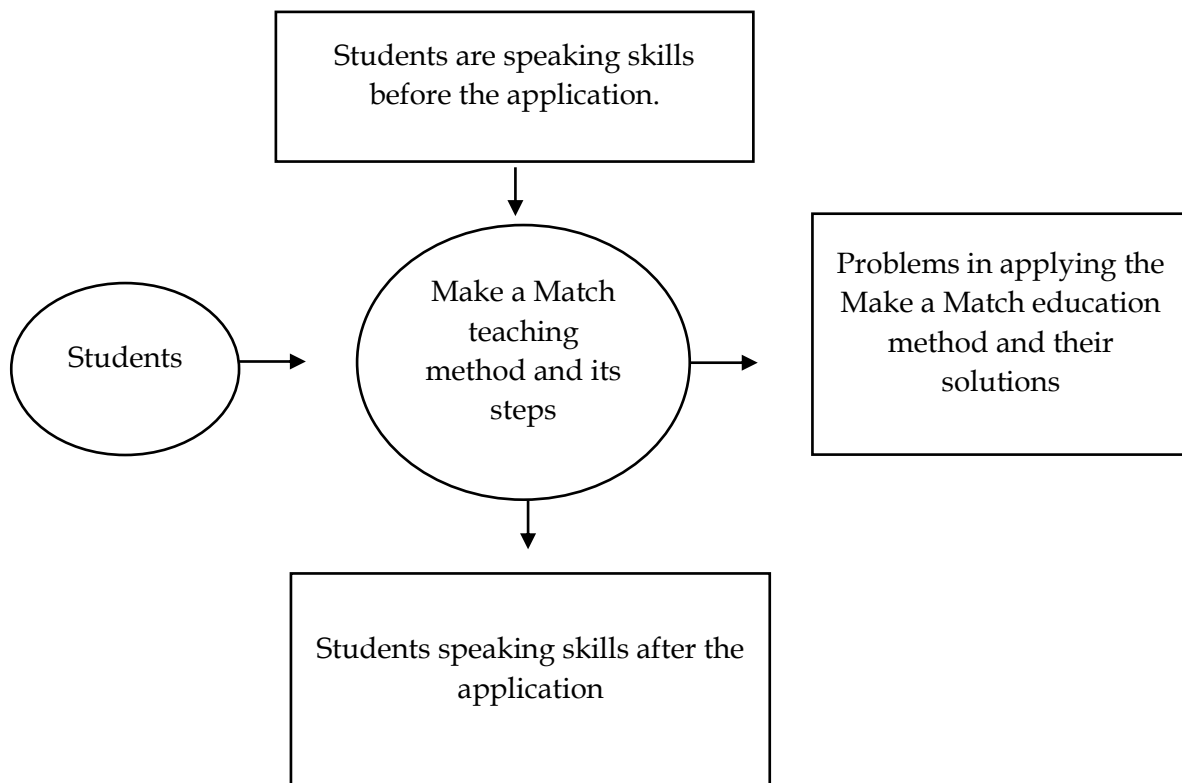 Students are speaking skills
before the application.
Students
Make a Match
teaching
method and its
steps
Problems in applying the
Make a Match education
method and their
solutions
Students speaking skills after the
application